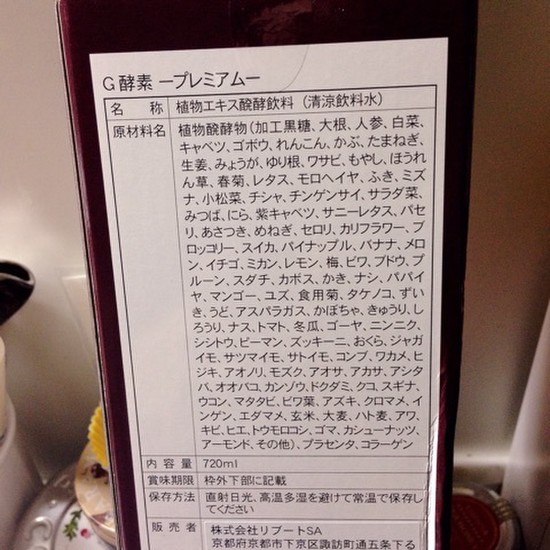 G酵素 ―プレミアム―
名 称 植物エキス醗酵飲料（清涼飲料水）
原材料名 植物醗酵物（加工黒糖、大根、人参、白菜、
キャベツ、ゴボウ、れんこん、かぶ、たまねぎ、
生姜、みょうが、ゆり根、ワサビ、もやし、ほうれ
ん草、春菊、レタス、モロヘイヤ、ふき、ミズ
ナ、小松菜、チシャ、チンゲンサイ、サラダ菜、
みつば、にら、紫キャベツ、サニーレタス、パセ
リ、あさつき、めねぎ、セロリ、カリフラワー、ブ
ロッコリー、スイカ、パイナップル、バナナ、メロ
ン、イチゴ、ミカン、レモン、梅、ビワ、ブドウ、プ
ルーン、スダチ、カボス、かき、ナシ、パパイ
ヤ、マンゴー、ユズ、食用菊、タケノコ、ずい
き、うど、アスパラガス、かぼちゃ、きゅうり、し
ろうり、ナス、トマト、冬瓜、ゴーヤ、ニンニク、
シシトウ、ピーマン、ズッキーニ、おくら、ジャガ
イモ、サツマイモ、サトイモ、コンブ、ワカメ、ヒ
ジキ、アオノリ、モズク、アオサ、アカサ、アシタ
バ、オオバコ、カンゾウ、ドクダミ、クコ、スギナ、
ウコン、マタタビ、ビワ葉、アズキ、クロマメ、イ
ンゲン、エダマメ、玄米、大麦、ハト麦、アワ、
キビ、ヒエ、トウモロコシ、ゴマ、カシューナッツ、
アーモンド、その他）、プラセンタ、コラーゲン
内 容 量 720ml
賞味期限 枠外下部に記載
保存方法 直射日光、高温多湿を避けて常温で保存し
てください
販 売 者 株式会社リブートSA
京都府京都市下京区諏訪町通五条下る